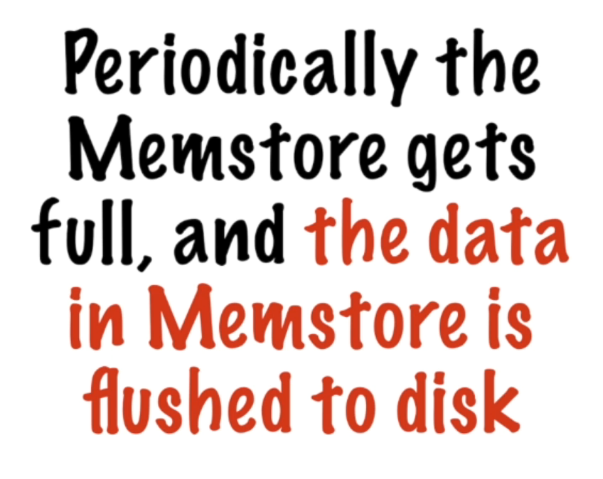 Periodically the
Memstore gets
full, and the data
in Memstore is
flushed to disk